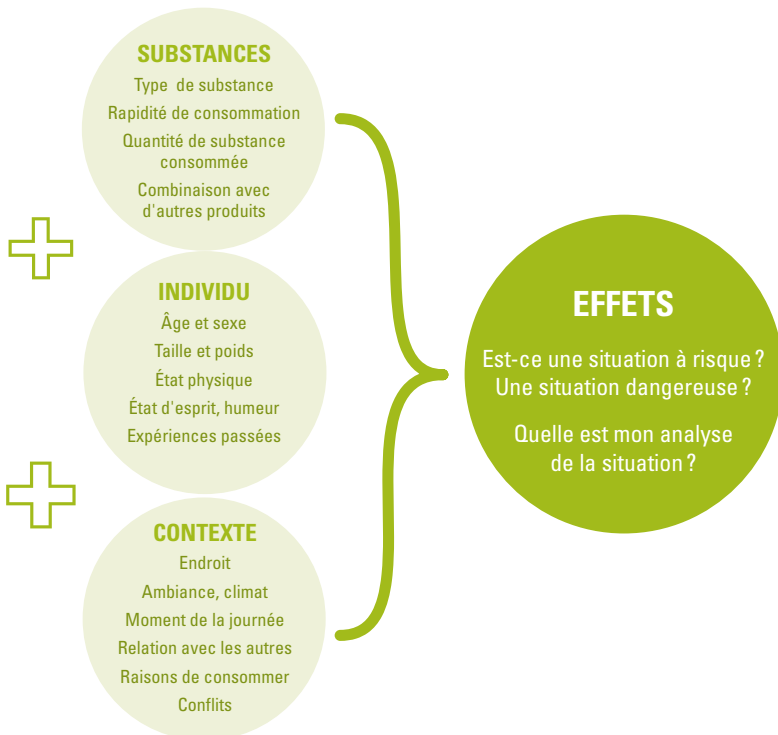 SUBSTANCES
Type de substance
Rapidité de consommation
Quantité de substance
consommée
Combinaison avec
d'autres produits
INDIVIDU
Âge et sexe
Taille et poids
État physique
État d'esprit, humeur
Expériences passées
CONTEXTE
Endroit
Ambiance, climat
Moment de la journée
Relation avec les autres
Raisons de consommer
Conflits
EFFETS
Est-ce une situation à risque ?
Une situation dangereuse ?
Quelle est mon analyse
de la situation ?